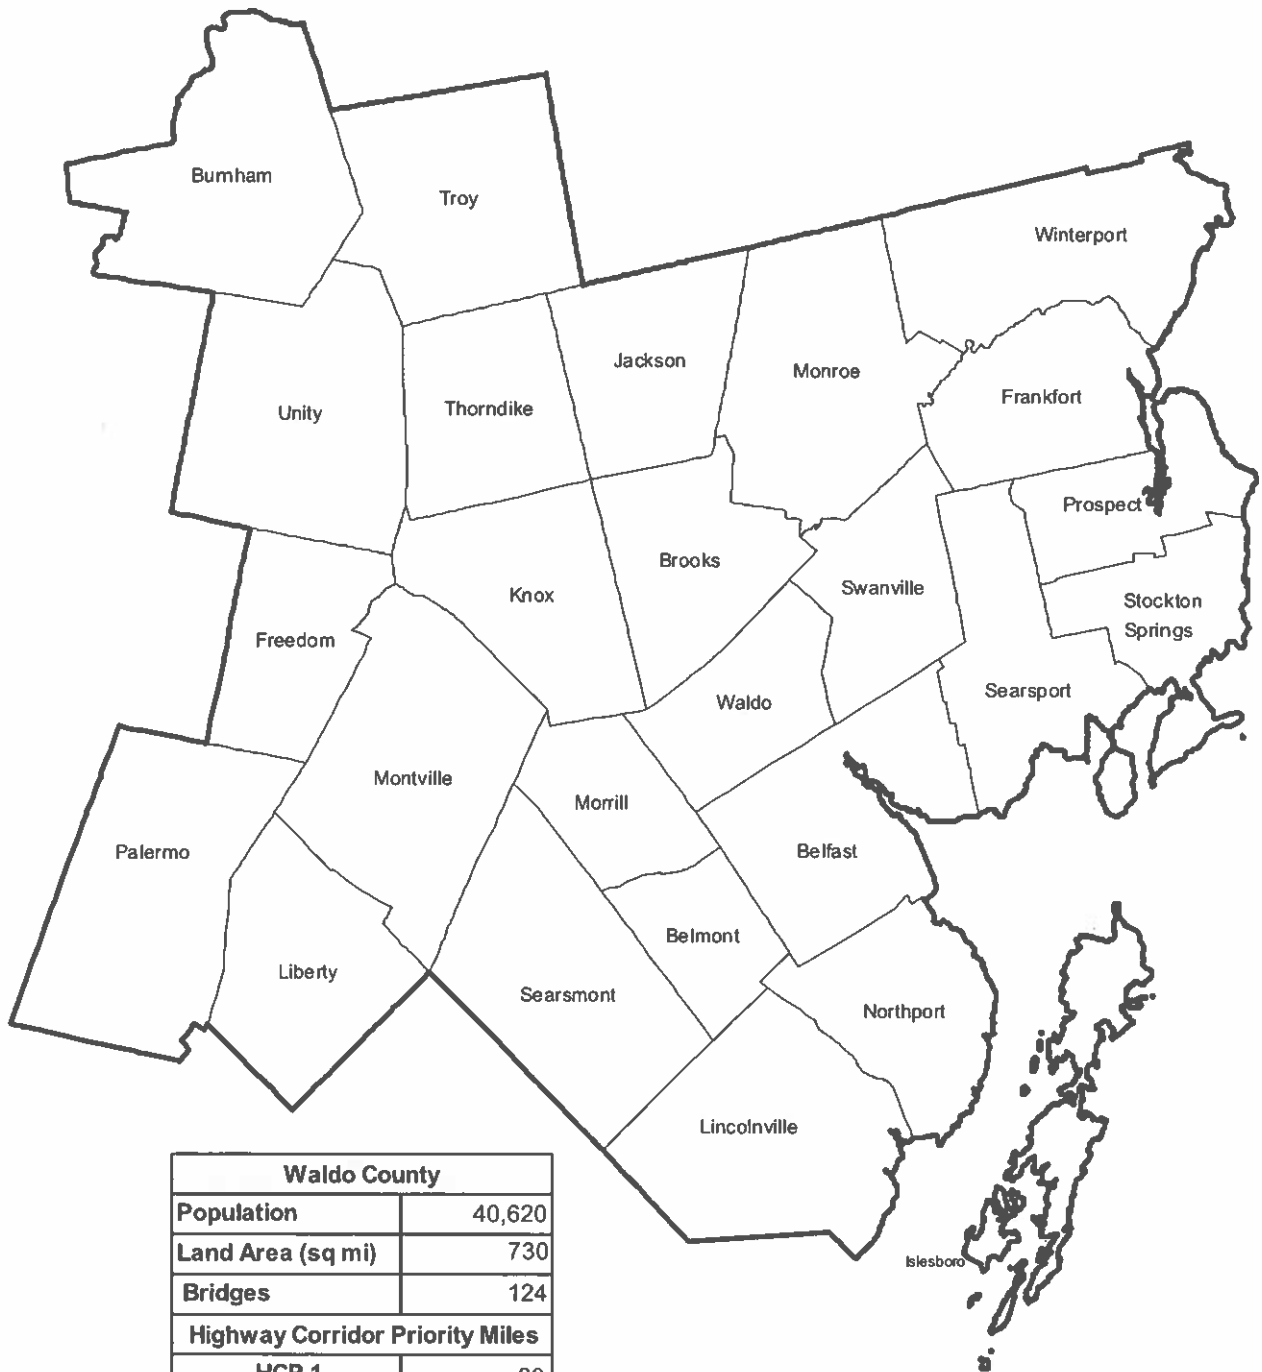 Burnham
Troy
Winterport
Jackson
Monroe
Frankfort
Unity
Thorndike
Prospect
Brooks
Swanville
Knox
Stockton
Springs
Freedom
Searsport
Waldo
Montville
Morrill
Palermo
Belfast
Belmont
Liberty
Searsmont
Northport
Lincolnville
Islesboro
Waldo County
Population 40,620
Land Area (sq mi) 730
Bridges 124
Highway Corridor Priority Miles
HCP 1